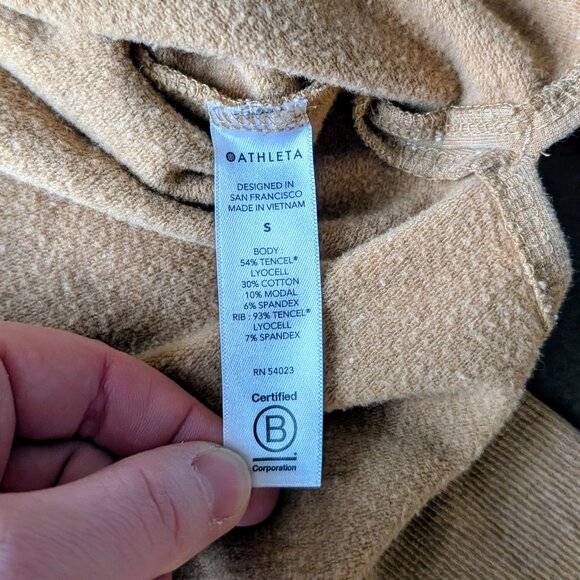 ATHLETA
DESIGNED IN
SAN FRANCISCO
MADE IN VIETNAM
S
BODY :
54% TENCEL®
LYOCELL
30% COTTON
10% MODAL
6% SPANDEX
RIB : 93% TENCEL®
LYOCELL
7% SPANDEX
RN 54023
Certified
B
Corporation